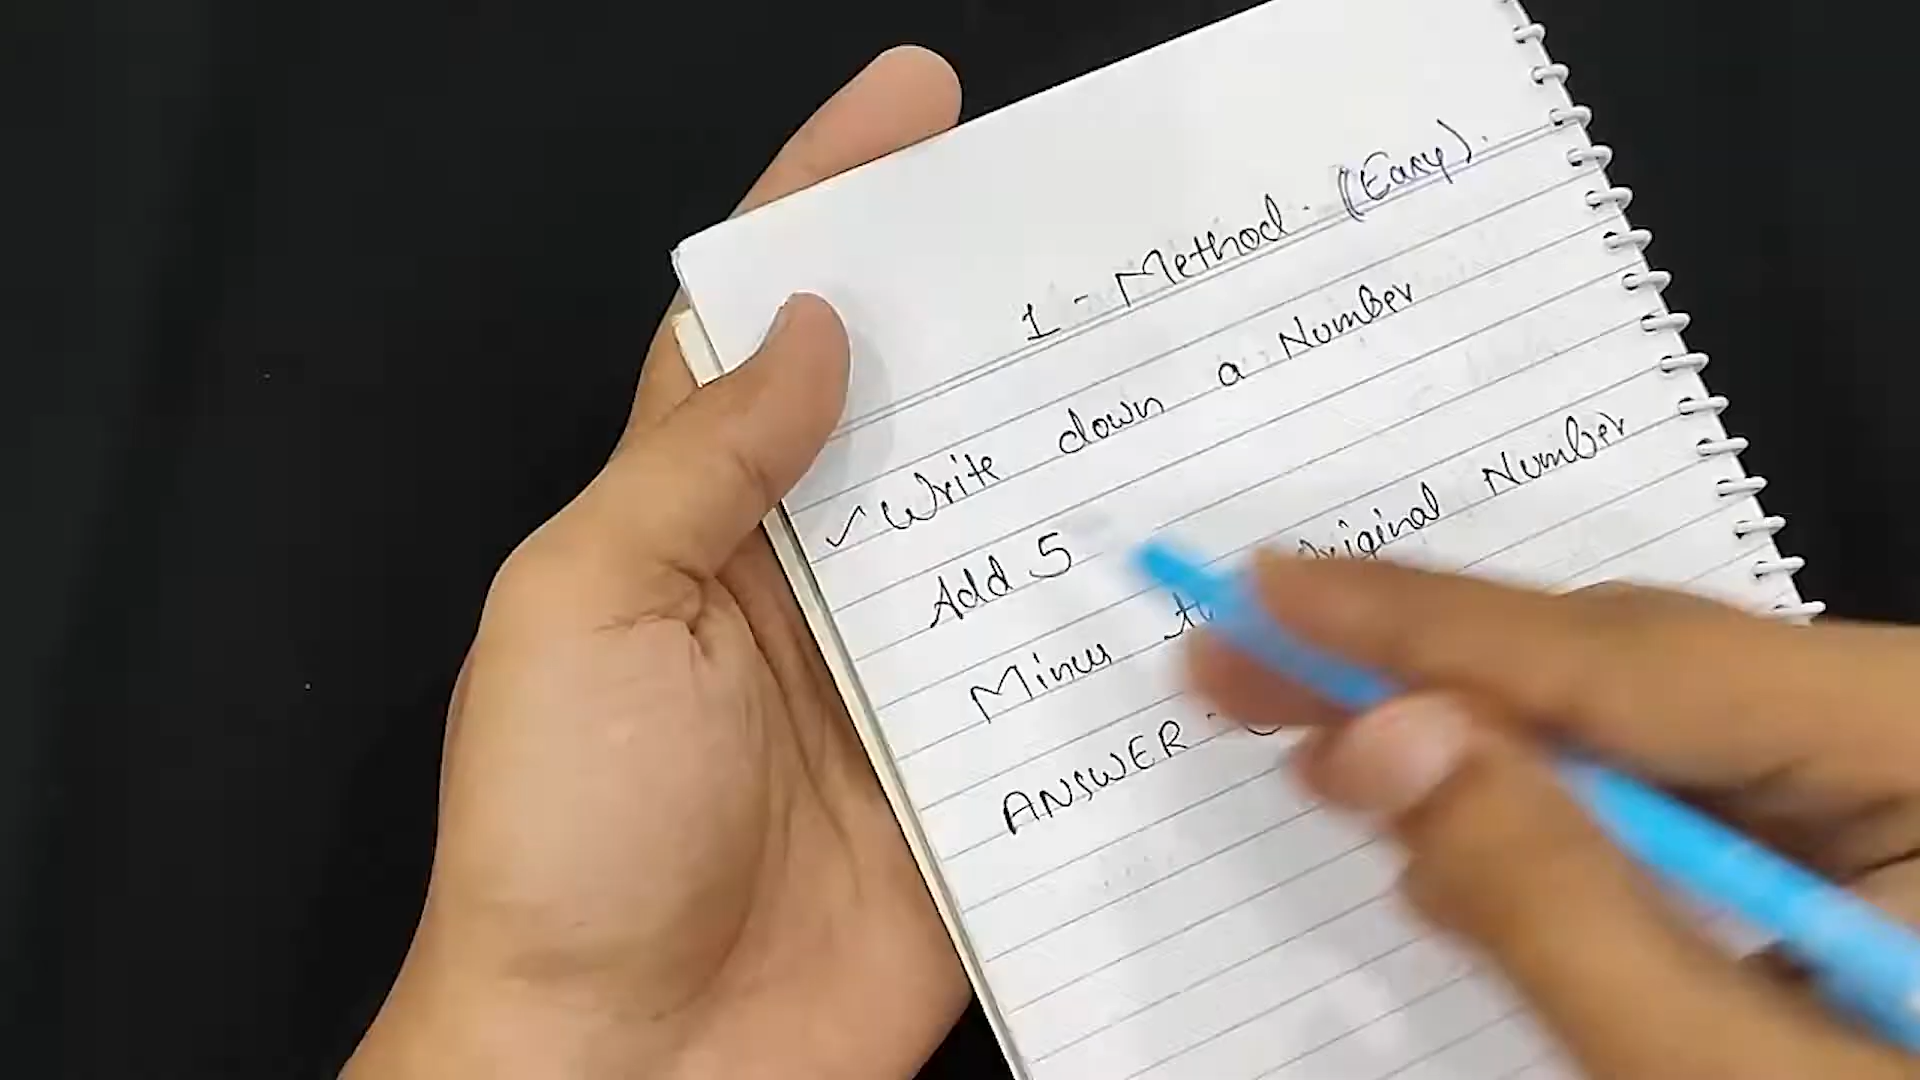 1 - Method. (Easy).
✓ Write down a Number
Add 5
Minus Original Number
ANSWER -